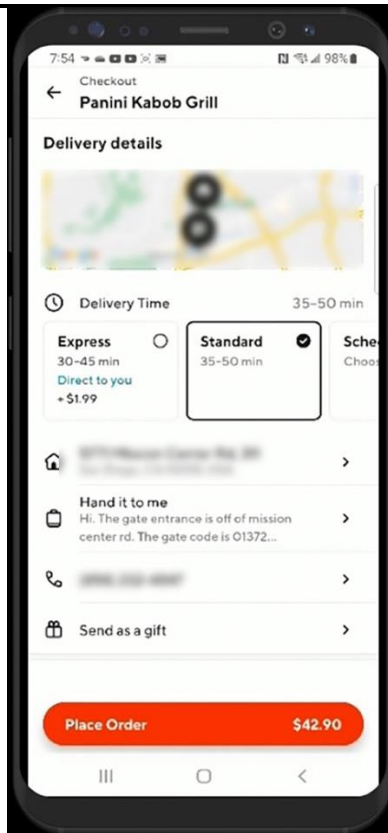 7:54
98%
Checkout
Panini Kabob Grill
Delivery details
Delivery Time 35-50 min
Express
30-45 min
Direct to you
+ $1.99
Standard
35-50 min
Sche
Choos
Hand it to me
Hi. The gate entrance is off of mission
center rd. The gate code is 01372...
Send as a gift
Place Order $42.90